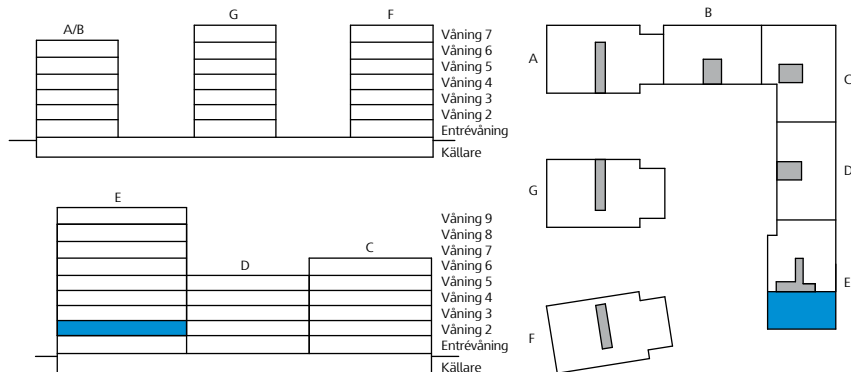 A/B
G
F
Våning 7
Våning 6
Våning 5
Våning 4
Våning 3
Våning 2
Entrévåning
Källare
E
D
C
Våning 9
Våning 8
Våning 7
Våning 6
Våning 5
Våning 4
Våning 3
Våning 2
Entrévåning
Källare
B
A
C
G
D
E
F